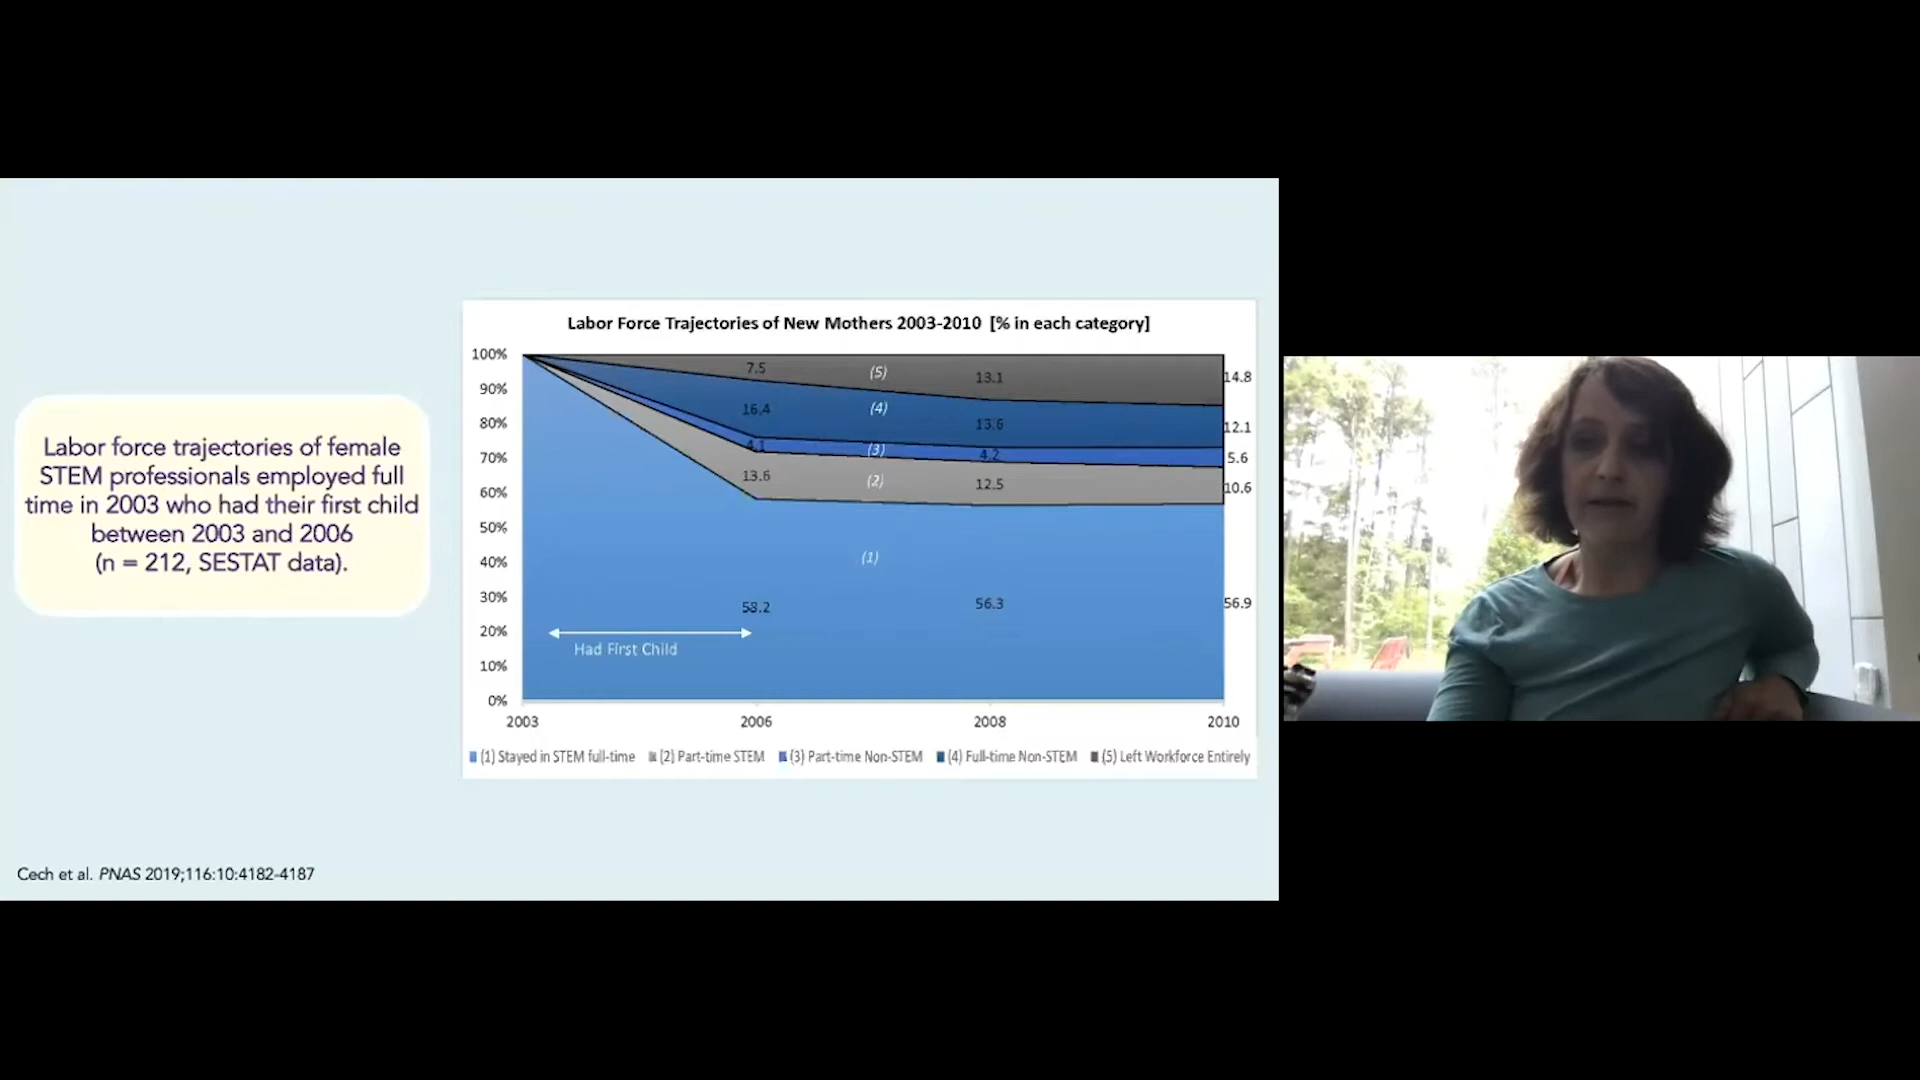 Labor force trajectories of female
STEM professionals employed full
time in 2003 who had their first child
between 2003 and 2006
(n = 212, SESTAT data).
Labor Force Trajectories of New Mothers 2003-2010 [% in each category]
100%
90%
80%
70%
60%
50%
40%
30%
20%
10%
0%
7.5
(5)
13.1
14.8
16.4
(4)
13.6
12.1
4.1
(3)
4.2
5.6
13.6
(2)
12.5
10.6
(1)
58.2
56.3
56.9
Had First Child
2003
2006
2008
2010
(1) Stayed in STEM full-time
(2) Part-time STEM
(3) Part-time Non-STEM
(4) Full-time Non-STEM
(5) Left Workforce Entirely
Cech et al. PNAS 2019;116:10:4182-4187